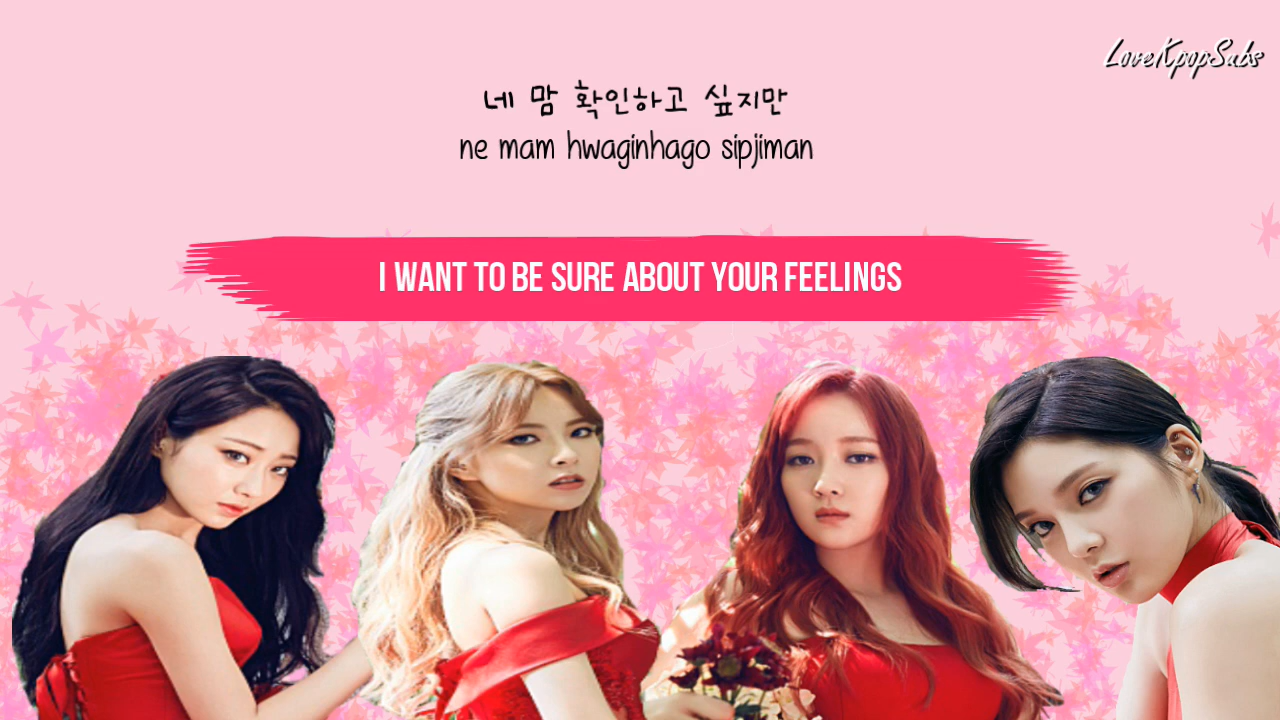 LoveKpopSubs
네 맘 확인하고 싶지만
ne mam hwaginhago sipjiman
I WANT TO BE SURE ABOUT YOUR FEELINGS